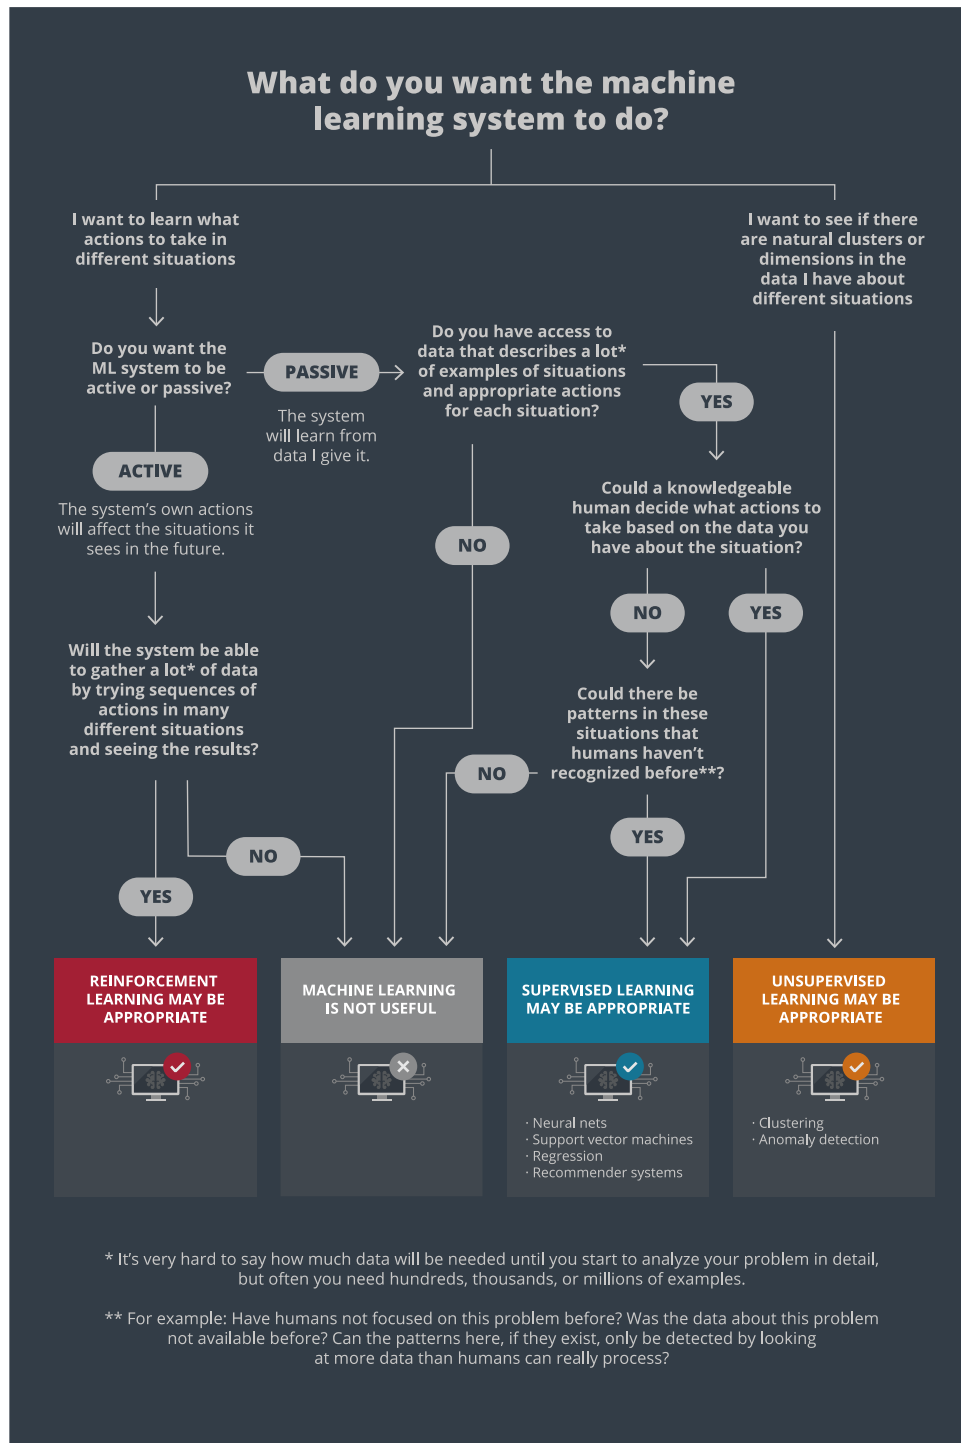 What do you want the machine
learning system to do?
I want to learn what
actions to take in
different situations
I want to see if there
are natural clusters or
dimensions in the
data I have about
different situations
Do you want the
ML system to be
active or passive?
PASSIVE
The system
will learn from
data I give it.
Do you have access to
data that describes a lot*
of examples of situations
and appropriate actions
for each situation?
YES
ACTIVE
The system’s own actions
will affect the situations it
sees in the future.
NO
Could a knowledgeable
human decide what actions to
take based on the data you
have about the situation?
NO
YES
Will the system be able
to gather a lot* of data
by trying sequences of
actions in many
different situations
and seeing the results?
Could there be
patterns in these
situations that
humans haven’t
recognized before**?
NO
YES
NO
YES
REINFORCEMENT
LEARNING MAY BE
APPROPRIATE
MACHINE LEARNING
IS NOT USEFUL
SUPERVISED LEARNING
MAY BE APPROPRIATE
· Neural nets
· Support vector machines
· Regression
· Recommender systems
UNSUPERVISED
LEARNING MAY BE
APPROPRIATE
· Clustering
· Anomaly detection
* It’s very hard to say how much data will be needed until you start to analyze your problem in detail,
but often you need hundreds, thousands, or millions of examples.
** For example: Have humans not focused on this problem before? Was the data about this problem
not available before? Can the patterns here, if they exist, only be detected by looking
at more data than humans can really process?